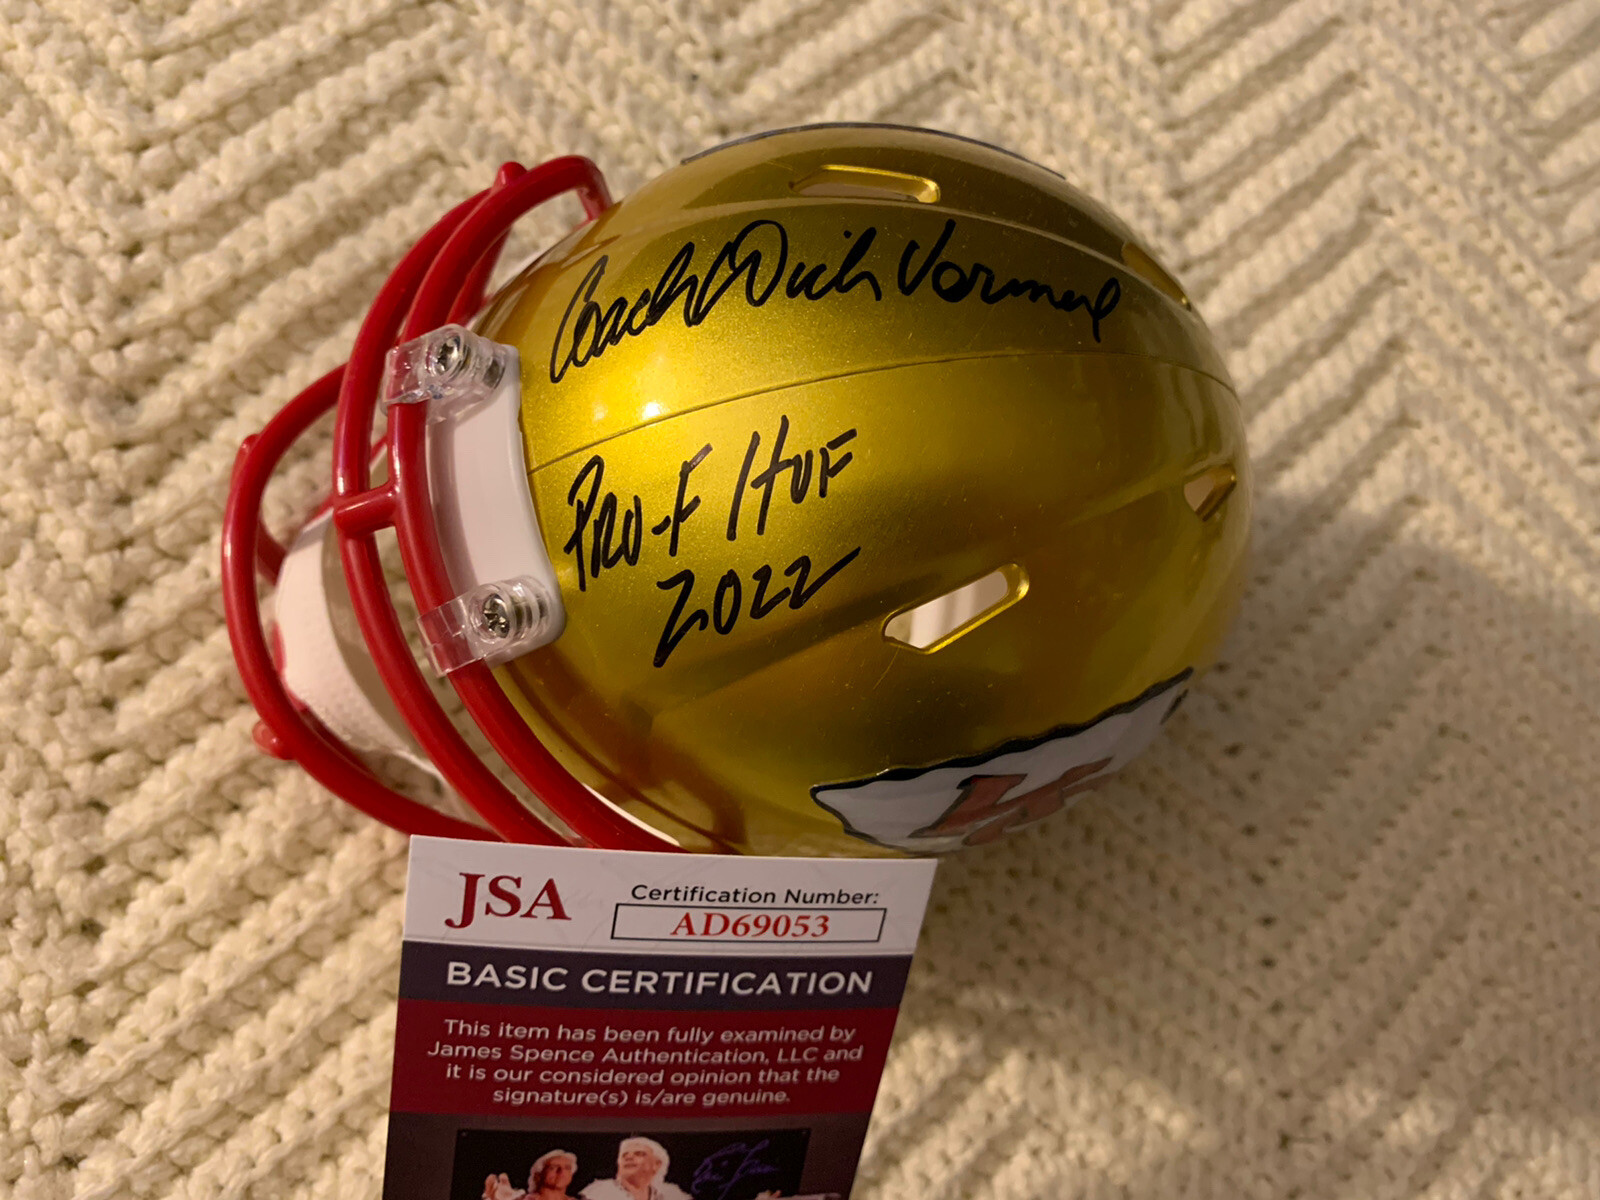 Coach Dick Vermeil
PRO-F HOF
2022
KC
JSA
Certification Number:
AD69053
BASIC CERTIFICATION
This item has been fully examined by
James Spence Authentication, LLC and
it is our considered opinion that the
signature(s) is/are genuine.